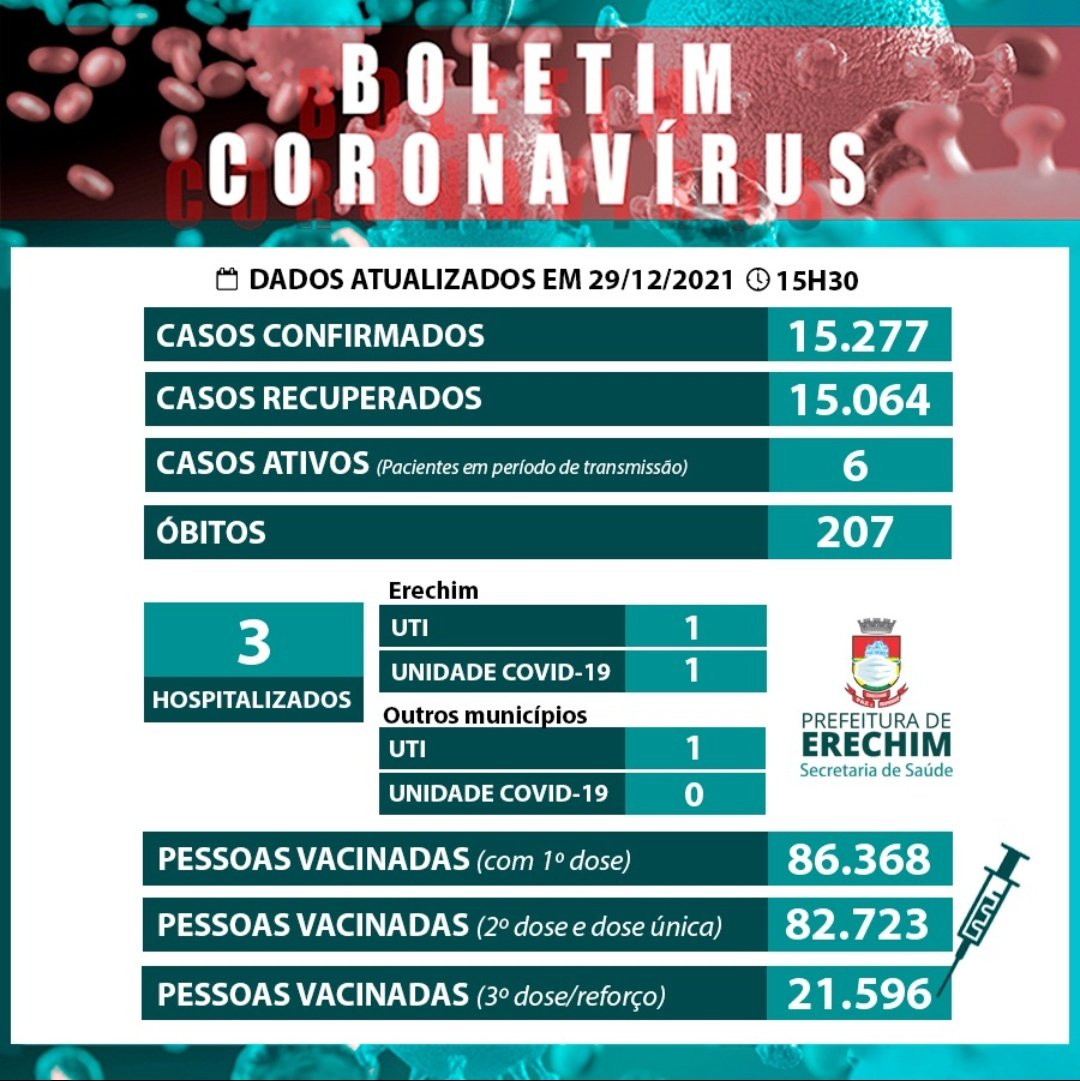 BOLETIM
CORONAVÍRUS
DADOS ATUALIZADOS EM 29/12/2021 15H30
CASOS CONFIRMADOS 15.277
CASOS RECUPERADOS 15.064
CASOS ATIVOS (Pacientes em período de transmissão) 6
ÓBITOS 207
3
HOSPITALIZADOS
Erechim
UTI 1
UNIDADE COVID-19 1
Outros municípios
UTI 1
UNIDADE COVID-19 0
PREFEITURA DE
ERECHIM
Secretaria de Saúde
PESSOAS VACINADAS (com 1º dose) 86.368
PESSOAS VACINADAS (2º dose e dose única) 82.723
PESSOAS VACINADAS (3º dose/reforço) 21.596